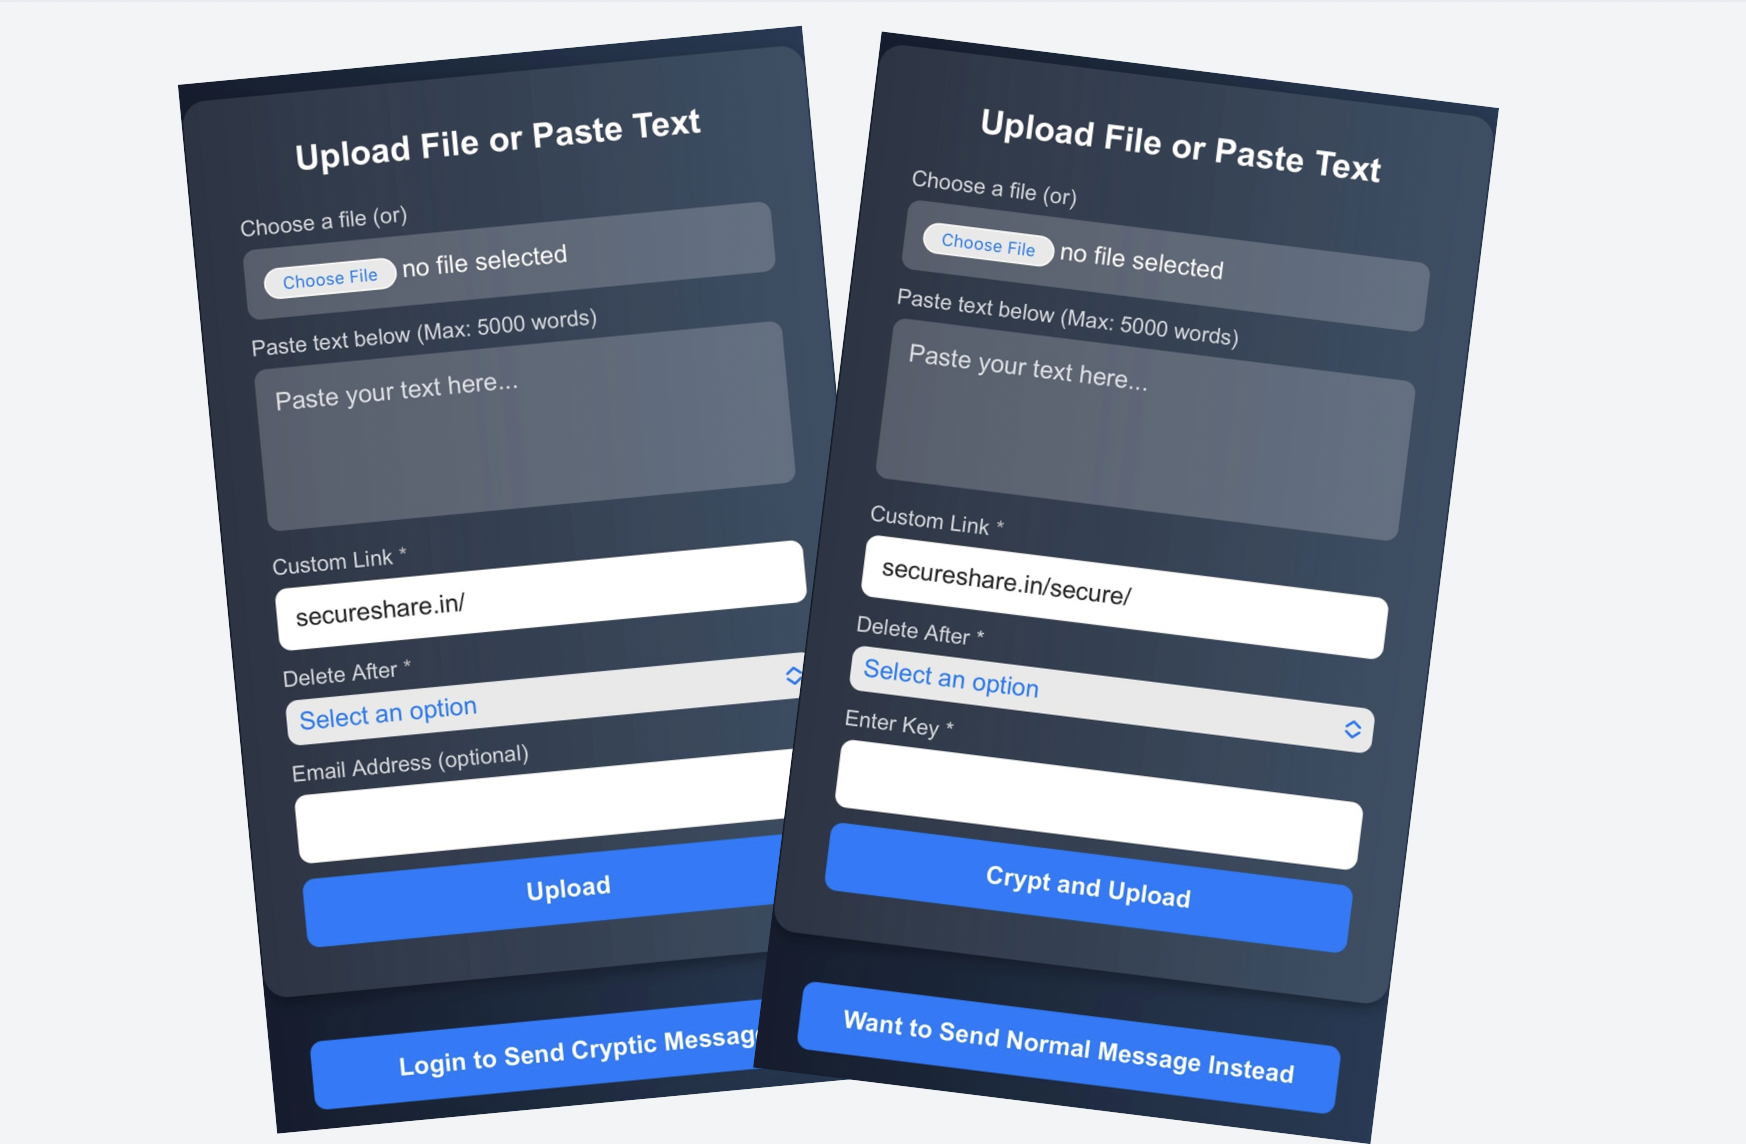 Upload File or Paste Text
Choose a file (or)
Choose File no file selected
Paste text below (Max: 5000 words)
Paste your text here...
Custom Link *
secureshare.in/
Delete After *
Select an option
Email Address (optional)
Upload
Login to Send Cryptic Messag
Upload File or Paste Text
Choose a file (or)
Choose File no file selected
Paste text below (Max: 5000 words)
Paste your text here...
Custom Link *
secureshare.in/secure/
Delete After *
Select an option
Enter Key *
Crypt and Upload
Want to Send Normal Message Instead